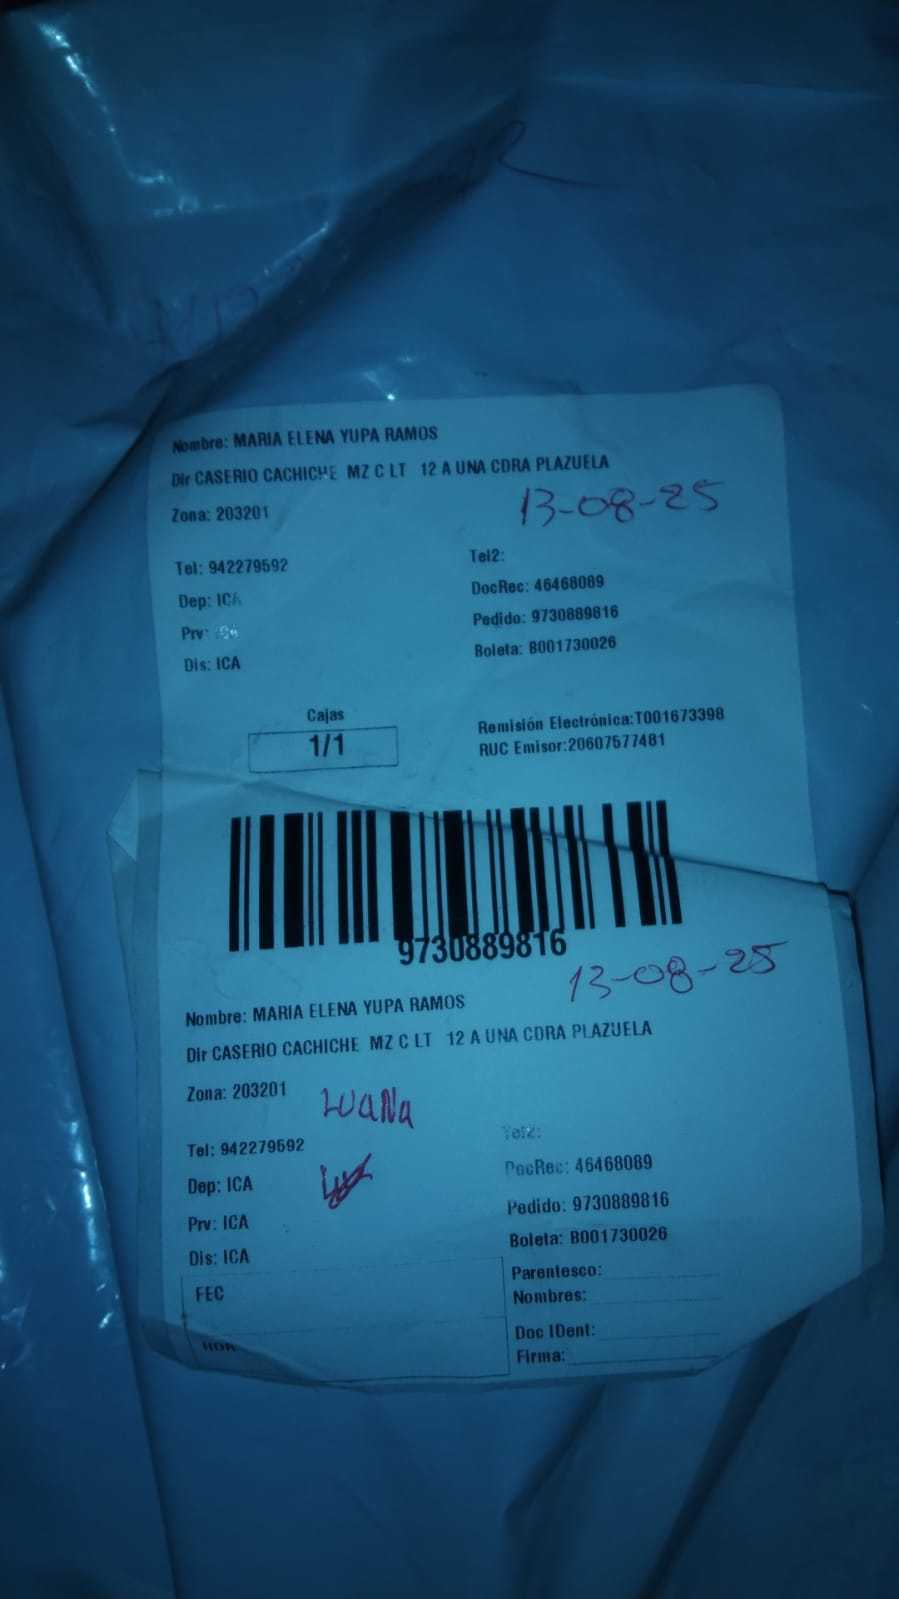 Nombre: MARIA ELENA YUPA RAMOS
Dir CASERIO CACHICHE MZ C LT 12 A UNA CDRA PLAZUELA
13-08-25
Zona: 203201
Tel: 942279592
Tel2:
Dep: ICA
DocRec: 46468089
Prv:
Pedido: 9730889816
Dis: ICA
Boleta: B001730026
Cajas
1/1
Remisión Electrónica:T001673398
RUC Emisor:20607577481
9730889816
13-08-25
Nombre: MARIA ELENA YUPA RAMOS
Dir CASERIO CACHICHE MZ C LT 12 A UNA CDRA PLAZUELA
Zona: 203201
LUANA
Tel: 942279592
Tel2:
Dep: ICA
DocRec: 46468089
Prv: ICA
Pedido: 9730889816
Dis: ICA
Boleta: B001730026
FEC
Parentesco:
Nombres:
HOR
Doc IDent:
Firma: